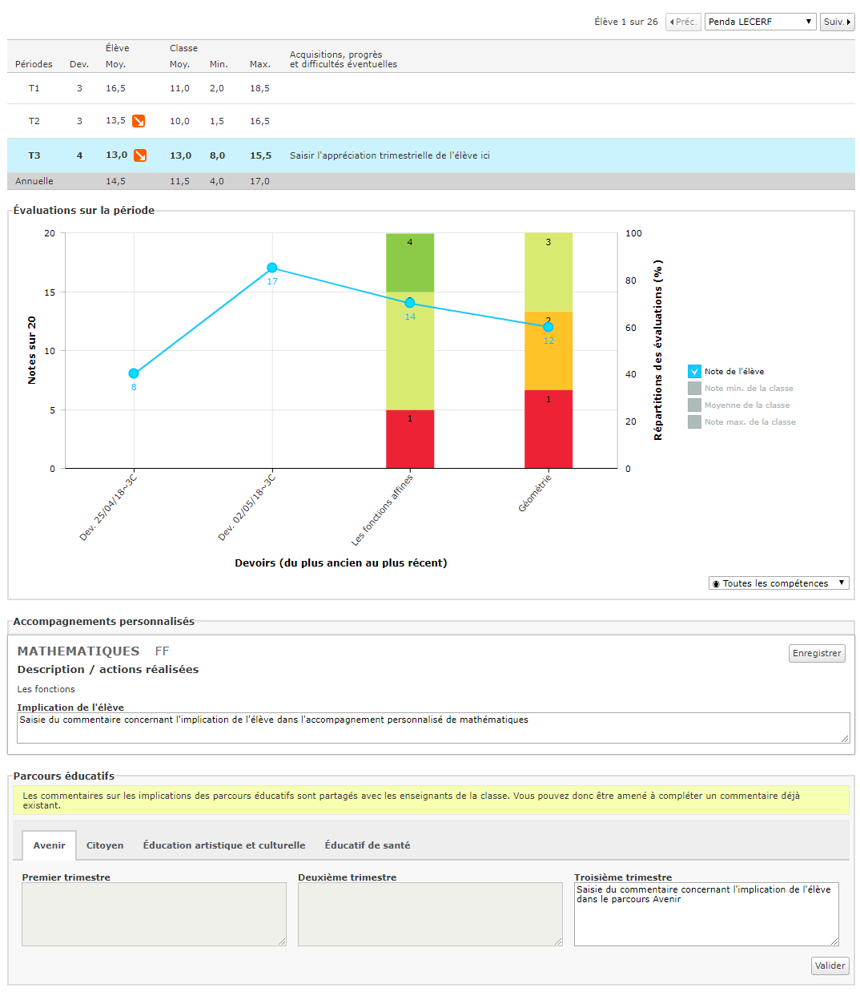 Élève 1 sur 26 Préc. Penda LECERF Suiv.
Élève Classe
Périodes Dev. Moy. Moy. Min. Max. Acquisitions, progrès
et difficultés éventuelles
T1 3 16,5 11,0 2,0 18,5
T2 3 13,5 10,0 1,5 16,5
T3 4 13,0 13,0 8,0 15,5 Saisir l'appréciation trimestrielle de l'élève ici
Annuelle 14,5 11,5 4,0 17,0
Évaluations sur la période
Notes sur 20
20
15
10
5
0
8
17
4
14
1
3
2
12
1
100
80
60
40
20
0
Répartitions des évaluations (%)
Note de l'élève
Note min. de la classe
Moyenne de la classe
Note max. de la classe
Dev. 25/04/18~3C
Dev. 02/05/18~3C
Les fonctions affines
Géométrie
Devoirs (du plus ancien au plus récent)
Toutes les compétences
Accompagnements personnalisés
MATHEMATIQUES FF
Enregistrer
Description / actions réalisées
Les fonctions
Implication de l'élève
Saisie du commentaire concernant l'implication de l'élève dans l'accompagnement personnalisé de mathématiques
Parcours éducatifs
Les commentaires sur les implications des parcours éducatifs sont partagés avec les enseignants de la classe. Vous pouvez donc être amené à compléter un commentaire déjà
existant.
Avenir Citoyen Éducation artistique et culturelle Éducatif de santé
Premier trimestre Deuxième trimestre Troisième trimestre
Saisie du commentaire concernant l'implication de l'élève
dans le parcours Avenir
Valider